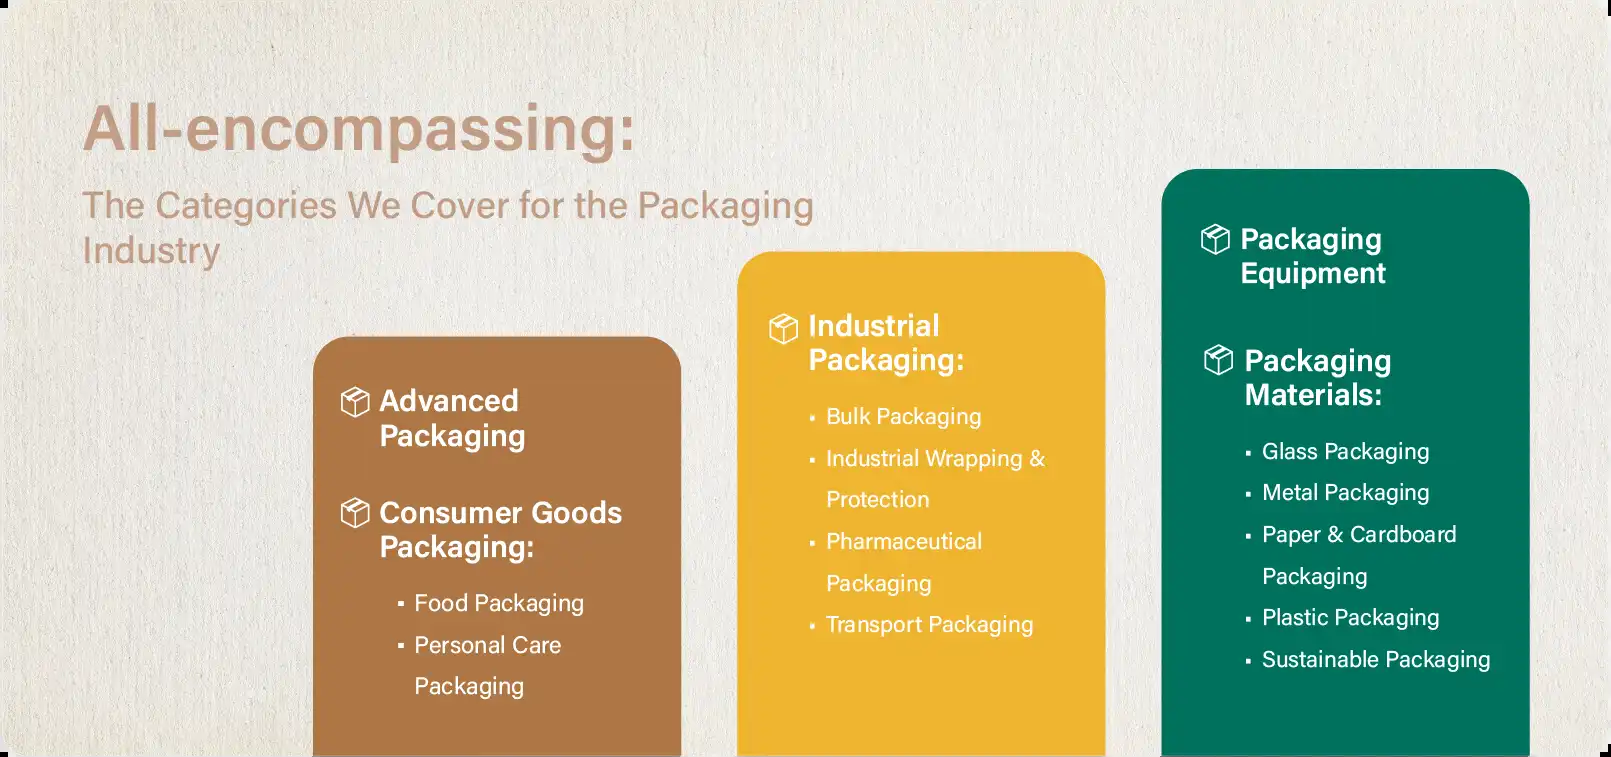 All-encompassing:
The Categories We Cover for the Packaging
Industry
Advanced
Packaging
Consumer Goods
Packaging:
▪ Food Packaging
▪ Personal Care
Packaging
Industrial
Packaging:
▪ Bulk Packaging
▪ Industrial Wrapping &
Protection
▪ Pharmaceutical
Packaging
▪ Transport Packaging
Packaging
Equipment
Packaging
Materials:
▪ Glass Packaging
▪ Metal Packaging
▪ Paper & Cardboard
Packaging
▪ Plastic Packaging
▪ Sustainable Packaging